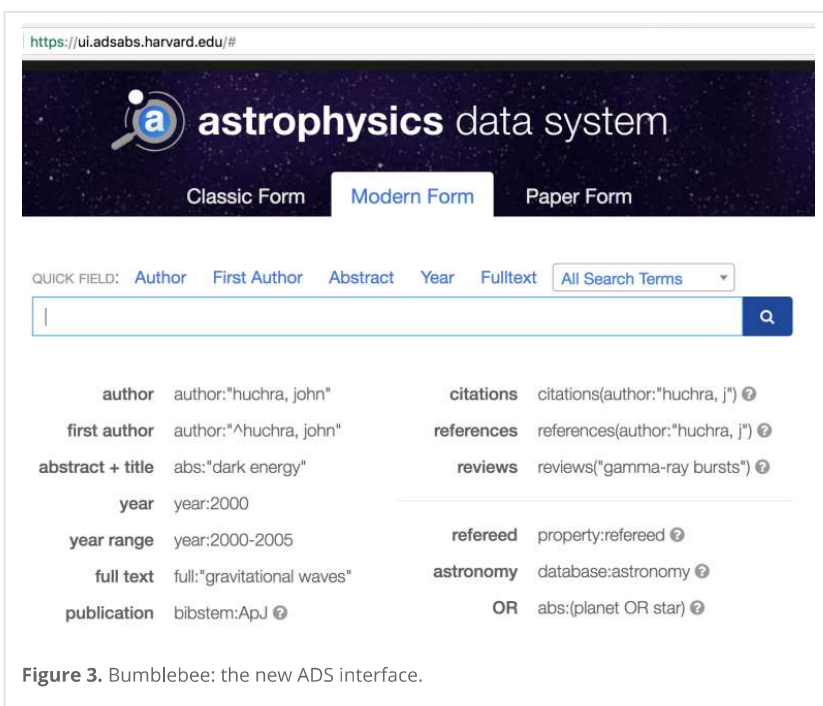 https://ui.adsabs.harvard.edu/#
a astrophysics data system
Classic Form Modern Form Paper Form
QUICK FIELD: Author First Author Abstract Year Fulltext All Search Terms
author author:"huchra, john"
first author author:"^huchra, john"
abstract + title abs:"dark energy"
year year:2000
year range year:2000-2005
full text full:"gravitational waves"
publication bibstem:ApJ ?
citations citations(author:"huchra, j") ?
references references(author:"huchra, j") ?
reviews reviews("gamma-ray bursts") ?
refereed property:refereed ?
astronomy database:astronomy ?
OR abs:(planet OR star) ?
Figure 3. Bumblebee: the new ADS interface.